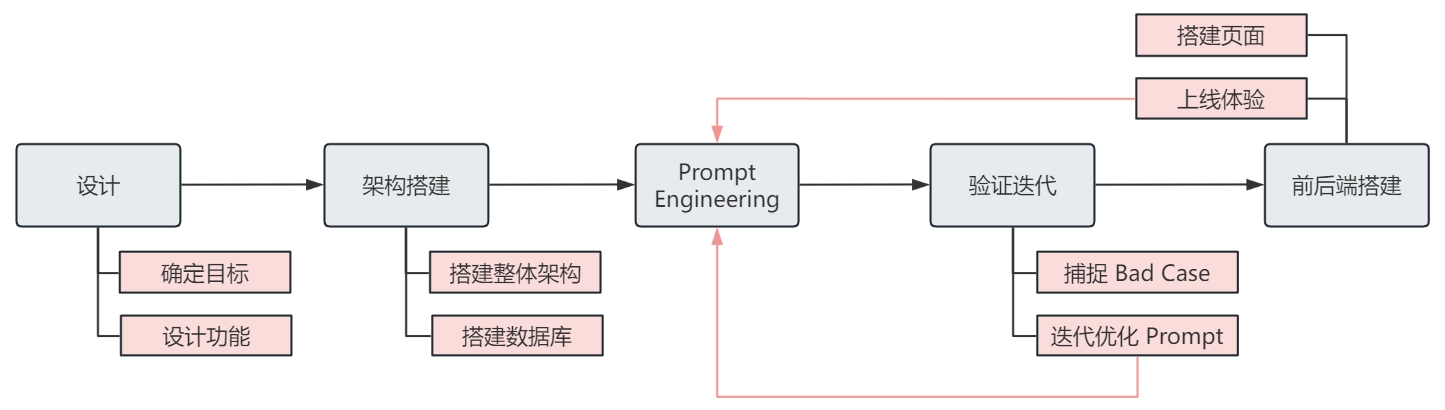 搭建页面
上线体验
设计
架构搭建
Prompt
Engineering
验证迭代
前后端搭建
确定目标
搭建整体架构
捕捉 Bad Case
设计功能
搭建数据库
迭代优化 Prompt